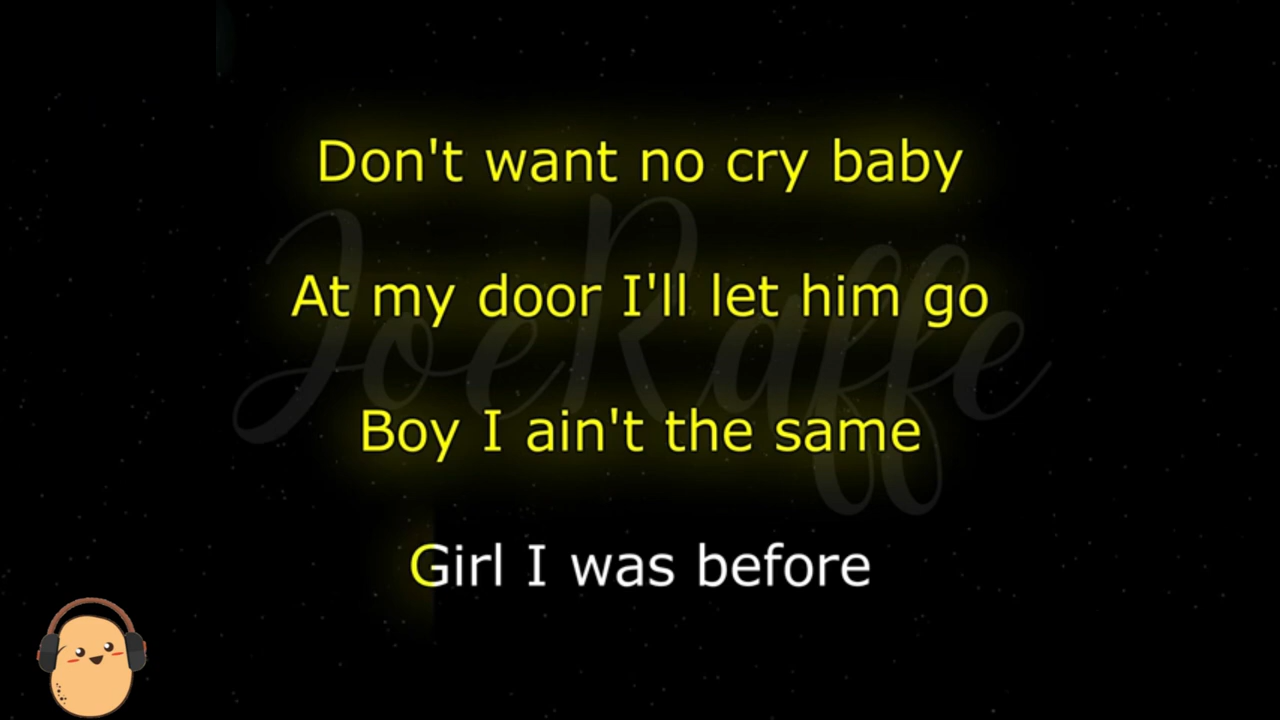 Don't want no cry baby
At my door I'll let him go
JoeRaffe
Boy I ain't the same
Girl I was before